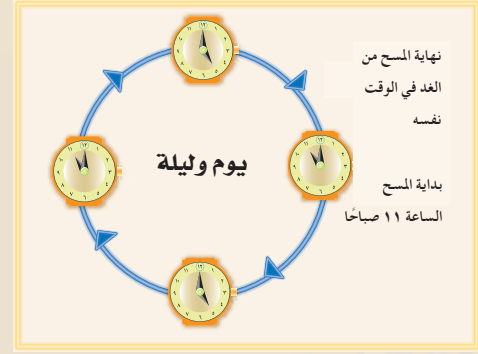 نهاية المسح من
الغد في الوقت
نفسه
يوم وليلة
بداية المسح
الساعة ١١ صباحًا